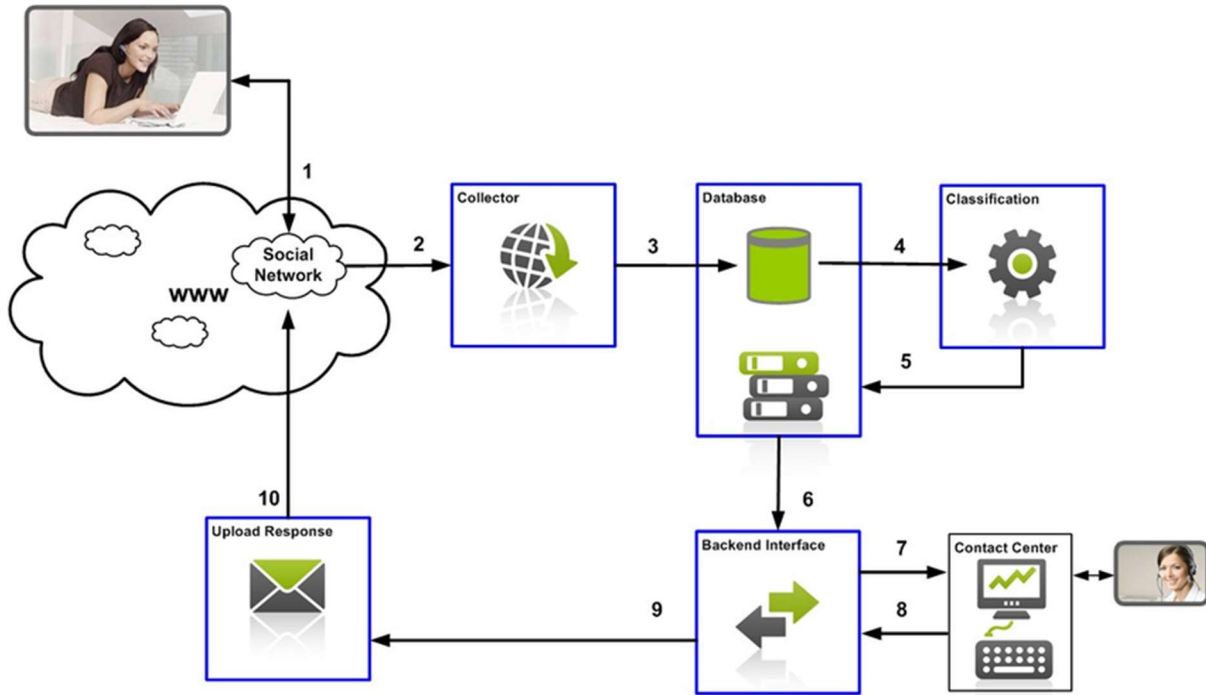 1
Social
Network
www
2
Collector
3
Database
4
Classification
5
6
10
Upload Response
9
Backend Interface
7
8
Contact Center